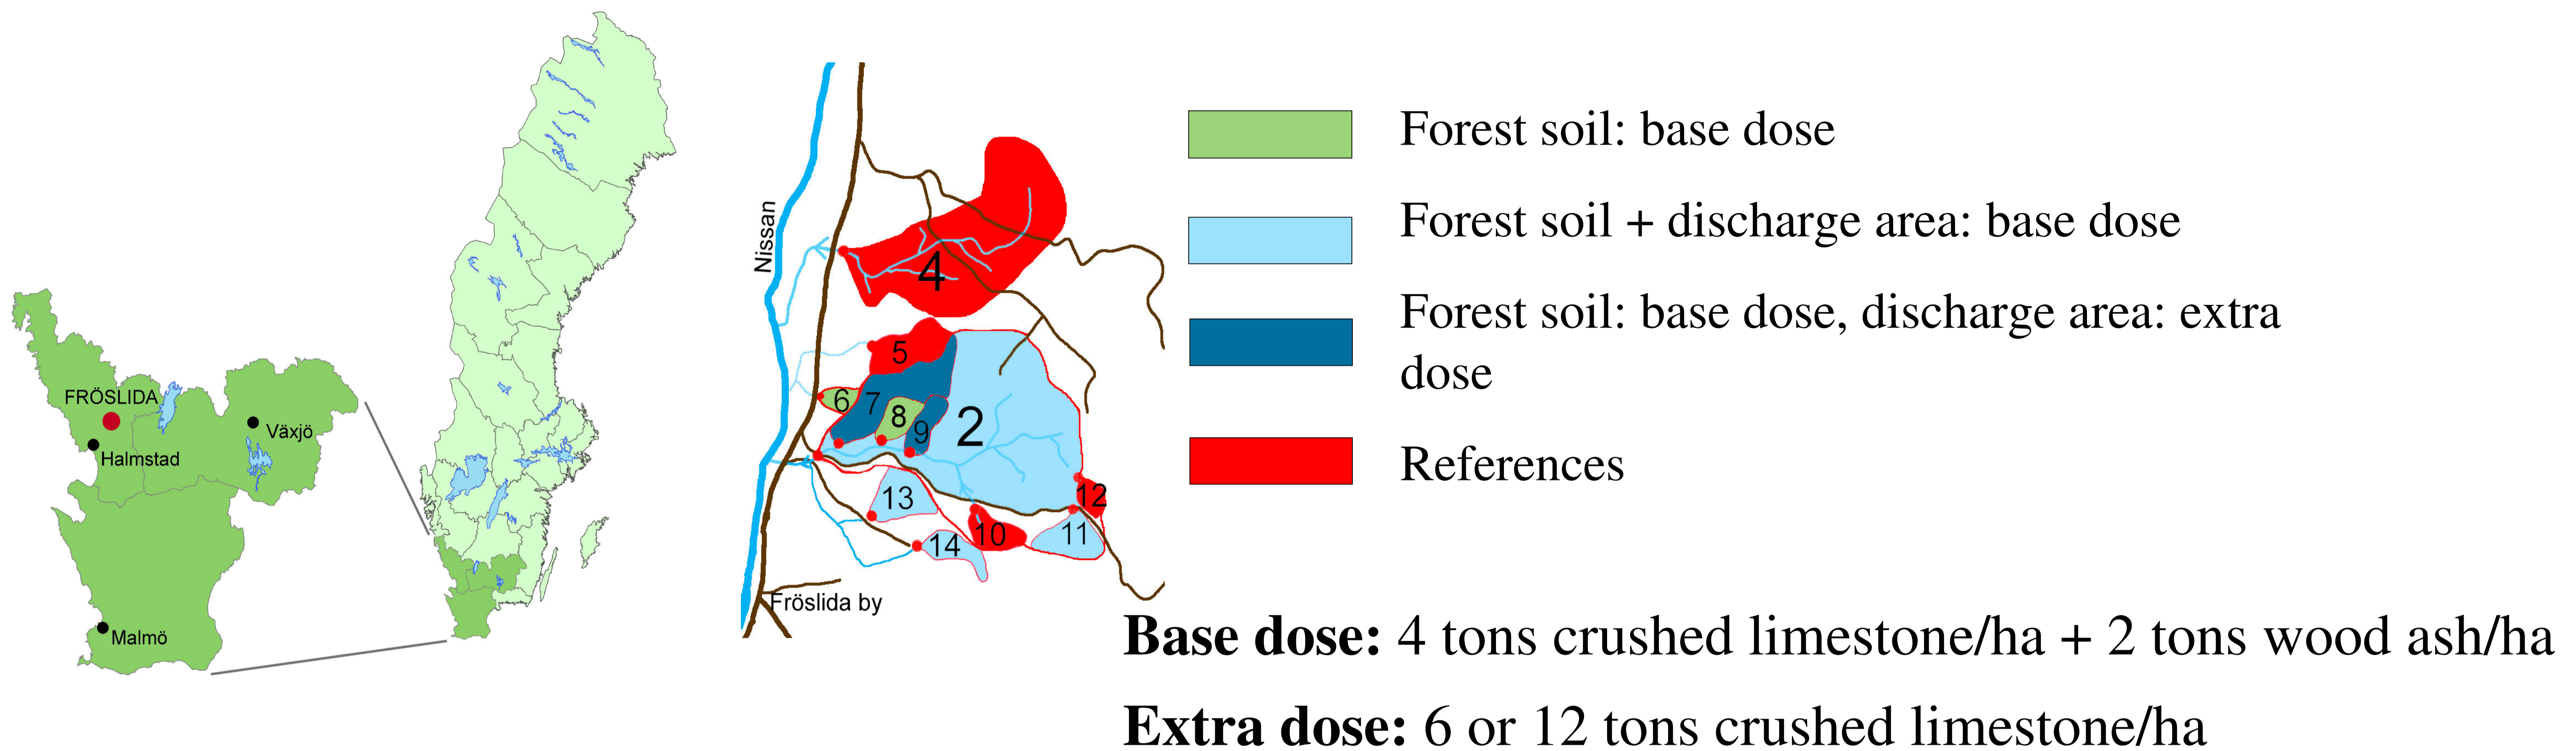 FRÖSLIDA
Halmstad
Växjö
Malmö
Nissan
4
5
6
7
8
9
2
13
12
10
11
14
Fröslida by
Forest soil: base dose
Forest soil + discharge area: base dose
Forest soil: base dose, discharge area: extra
dose
References
Base dose: 4 tons crushed limestone/ha + 2 tons wood ash/ha
Extra dose: 6 or 12 tons crushed limestone/ha